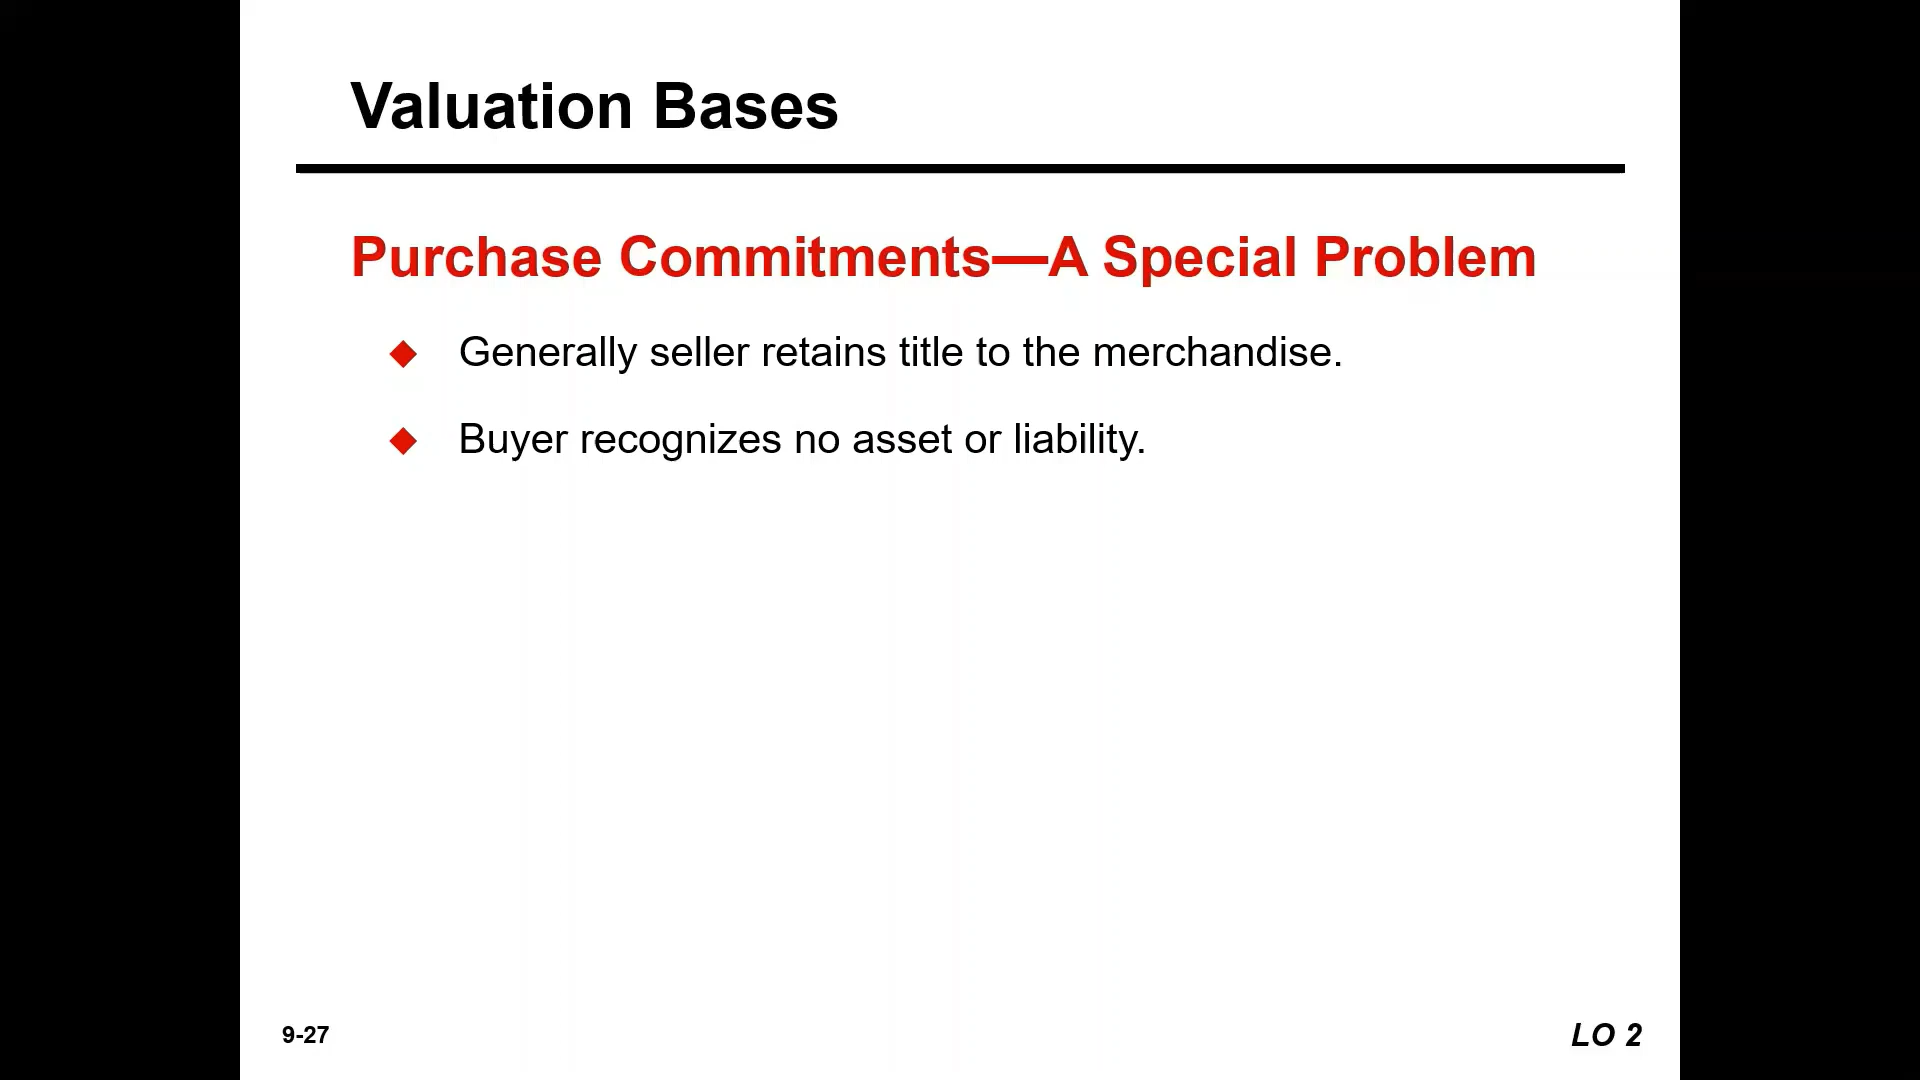 Valuation Bases
Purchase Commitments—A Special Problem
Generally seller retains title to the merchandise.
Buyer recognizes no asset or liability.
9-27
LO 2